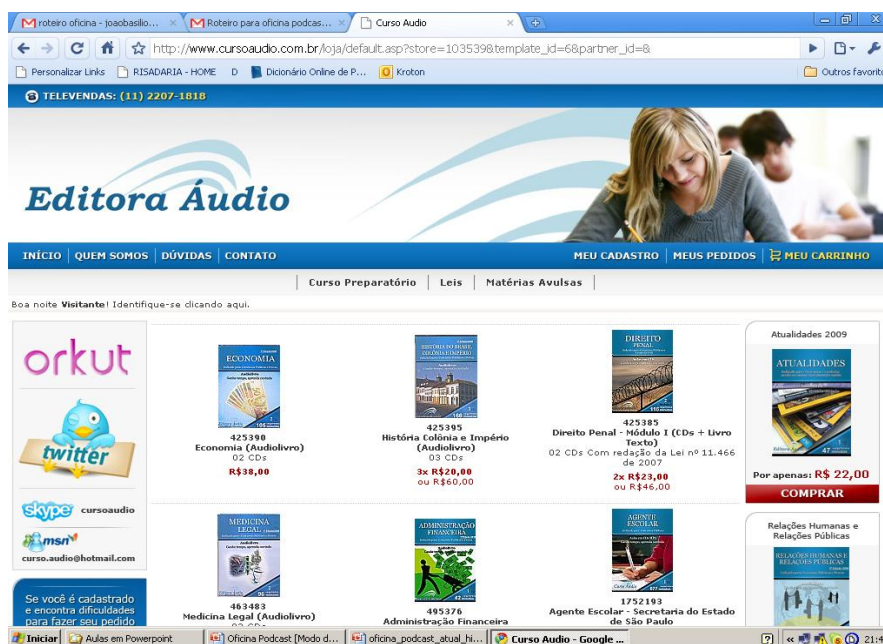 roteiro oficina - joaobasilio...
Roteiro para oficina podcas...
Curso Audio
http://www.cursoaudio.com.br/loja/default.asp?store=103539&template_id=6&partner_id=&
Personalizar Links RISADARIA - HOME D Dicionário Online de P... Kroton Outros favorito
TELEVENDAS: (11) 2207-1818
Editora Áudio
INÍCIO QUEM SOMOS DÚVIDAS CONTATO MEU CADASTRO MEUS PEDIDOS MEU CARRINHO
Curso Preparatório Leis Matérias Avulsas
Boa noite Visitante! Identifique-se clicando aqui.
orkut
twitter
skype cursoaudio
msn
curso.audio@hotmail.com
Se você é cadastrado
e encontra dificuldades
para fazer seu pedido
ECONOMIA
425390
Economia (Audiolivro)
02 CDs
R$38,00
HISTÓRIA DO BRASIL
COLÔNIA E IMPÉRIO
425395
História Colônia e Império
(Audiolivro)
03 CDs
3x R$20,00
ou R$60,00
DIREITO
PENAL
425385
Direito Penal - Módulo I (CDs + Livro
Texto)
02 CDs Com redação da Lei nº 11.466
de 2007
2x R$23,00
ou R$46,00
MEDICINA
LEGAL
463483
Medicina Legal (Audiolivro)
ADMINISTRAÇÃO
FINANCEIRA
495376
Administração Financeira
AGENTE
ESCOLAR
1752193
Agente Escolar - Secretaria do Estado
de São Paulo
Atualidades 2009
ATUALIDADES
Por apenas: R$ 22,00
COMPRAR
Relações Humanas e
Relações Públicas
RELAÇÕES HUMANAS E
RELAÇÕES PÚBLICAS
Iniciar Aulas em Powerpoint Oficina Podcast [Modo d... oficina_podcast_atual_hi... Curso Audio - Google ... 21:4